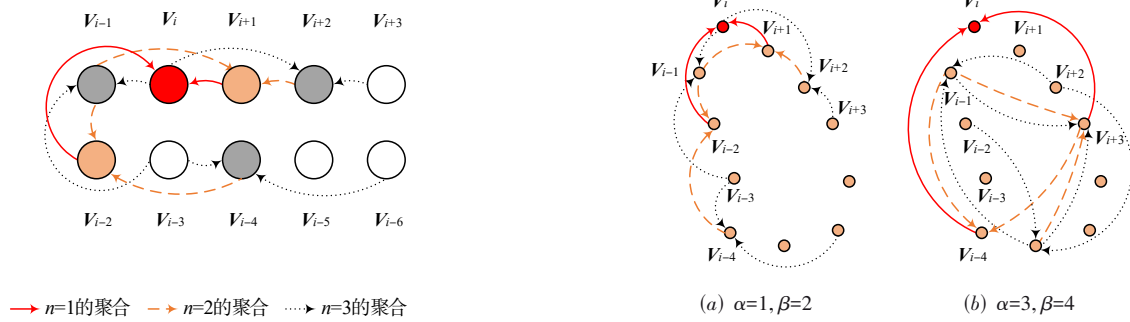 V_{i−1} V_i V_{i+1} V_{i+2} V_{i+3}
V_{i−2} V_{i−3} V_{i−4} V_{i−5} V_{i−6}
n=1的聚合 n=2的聚合 n=3的聚合
V_i
V_{i+1}
V_{i+2}
V_{i−1}
V_{i+3}
V_{i−2}
V_{i−3}
V_{i−4}
(a) α=1, β=2
V_i
V_{i+1}
V_{i+2}
V_{i−1}
V_{i+3}
V_{i−2}
V_{i−3}
V_{i−4}
(b) α=3, β=4